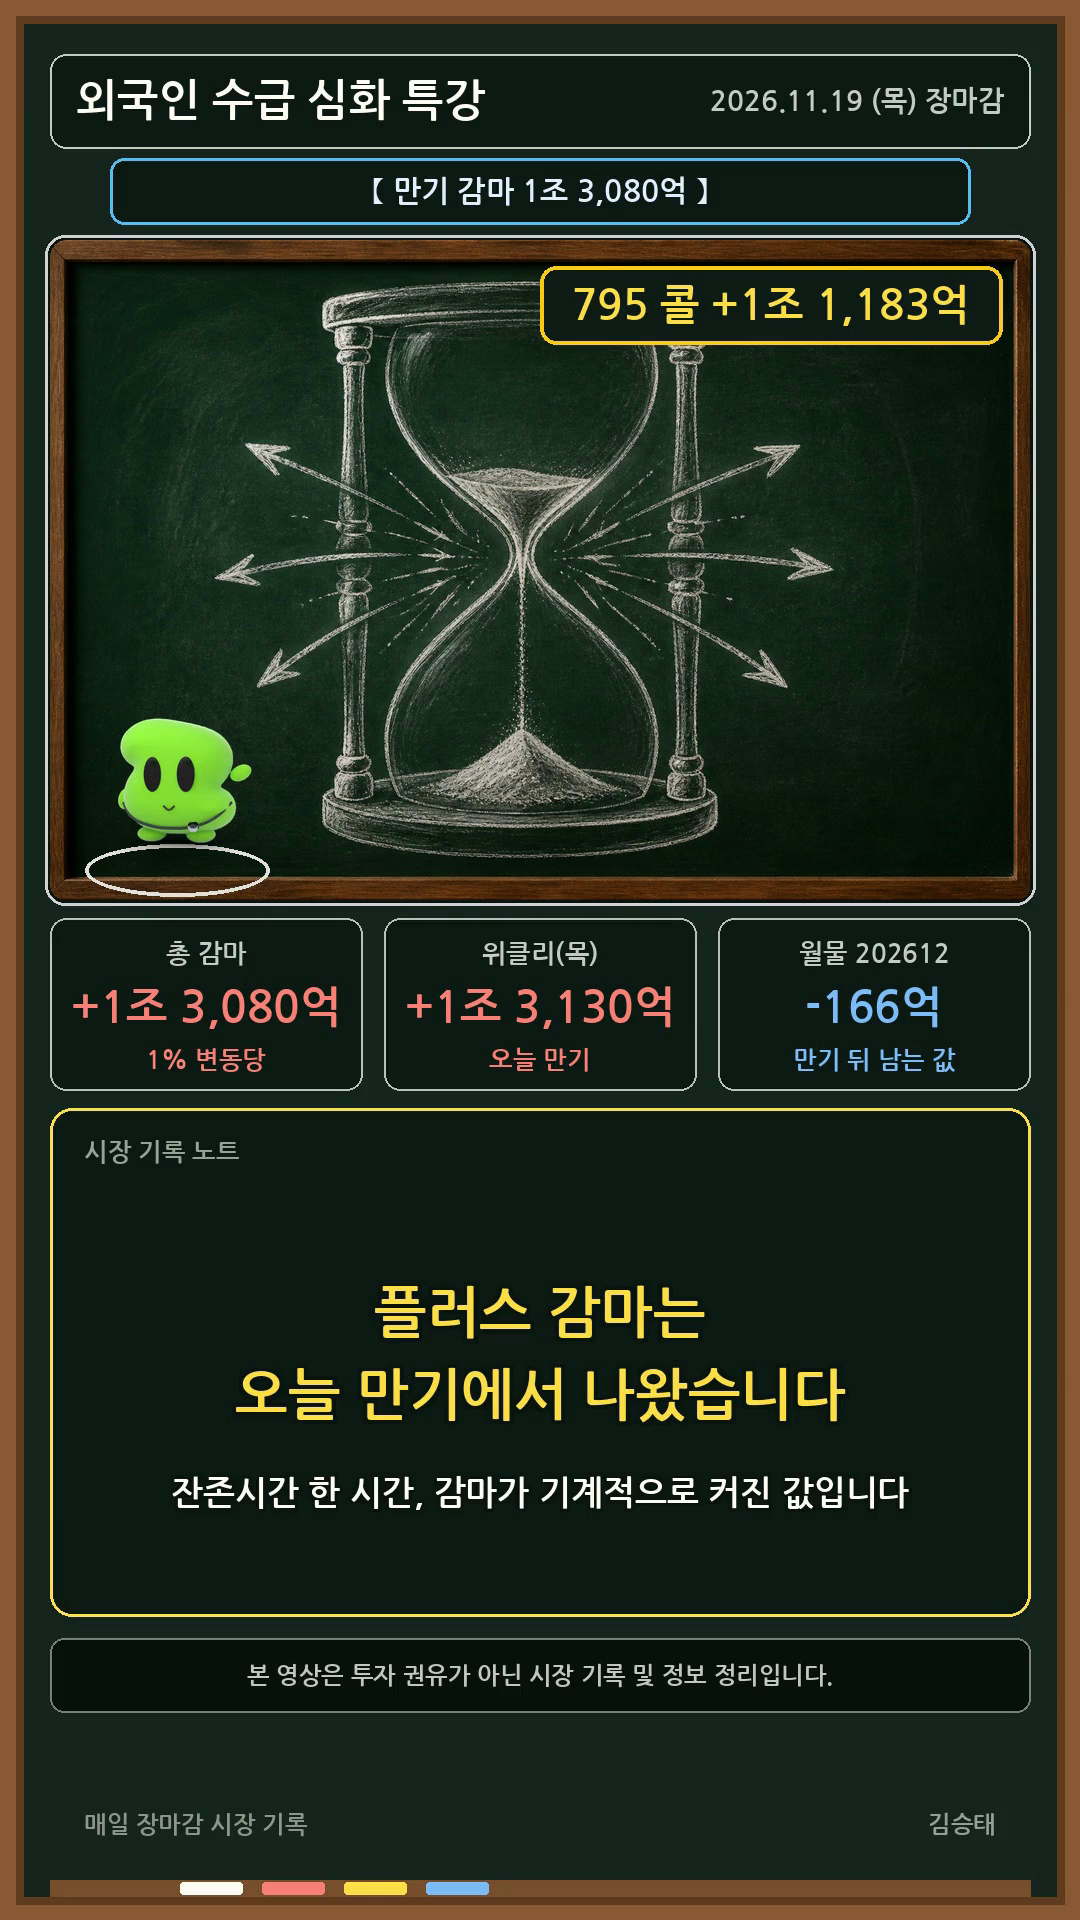 외국인 수급 심화 특강
2026.11.19 (목) 장마감
【 만기 감마 1조 3,080억 】
795 콜 +1조 1,183억
총 감마
+1조 3,080억
1% 변동당
위클리(목)
+1조 3,130억
오늘 만기
월물 202612
-166억
만기 뒤 남는 값
시장 기록 노트
플러스 감마는
오늘 만기에서 나왔습니다
잔존시간 한 시간, 감마가 기계적으로 커진 값입니다
본 영상은 투자 권유가 아닌 시장 기록 및 정보 정리입니다.
매일 장마감 시장 기록
김승태